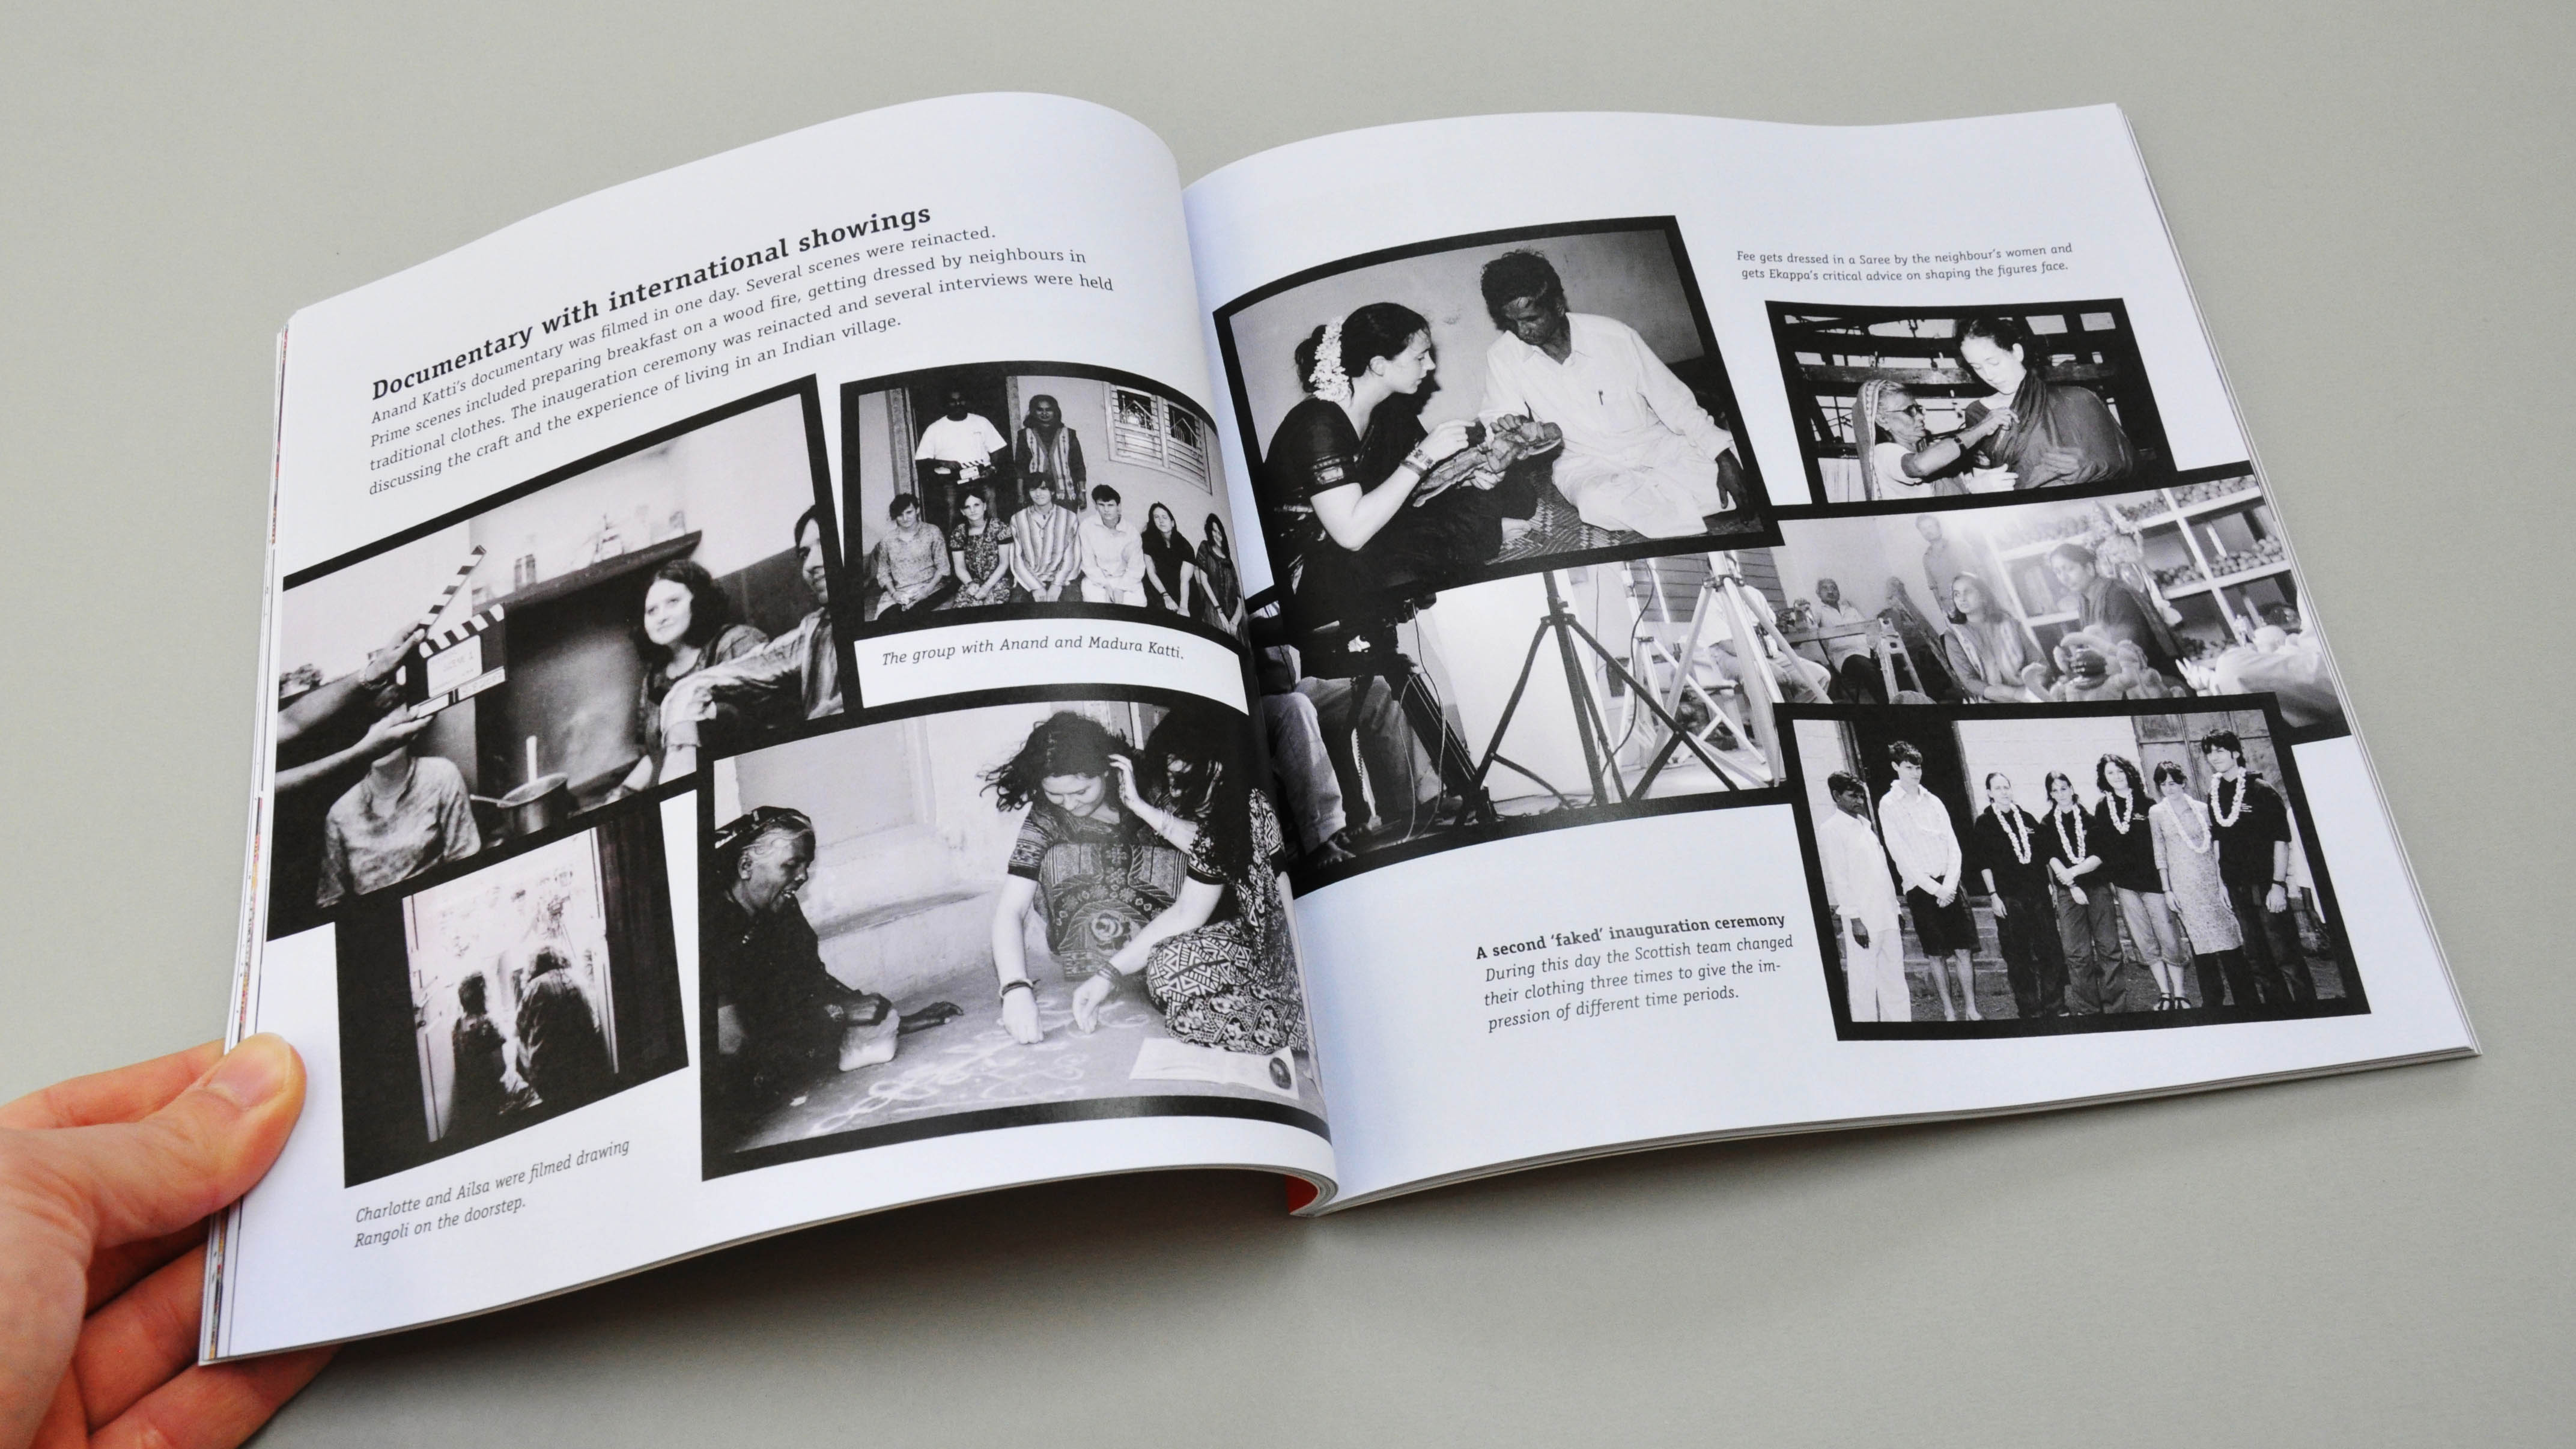 Documentary with international showings
Anand Katti's documentary was filmed in one day. Several scenes were reinacted.
Prime scenes included preparing breakfast on a wood fire, getting dressed by neighbours in
traditional clothes. The inaugeration ceremony was reinacted and several interviews were held
discussing the craft and the experience of living in an Indian village.
The group with Anand and Madura Katti.
Charlotte and Ailsa were filmed drawing
Rangoli on the doorstep.
Fee gets dressed in a Saree by the neighbour's women and
gets Ekappa's critical advice on shaping the figures face.
A second 'faked' inauguration ceremony
During this day the Scottish team changed
their clothing three times to give the im-
pression of different time periods.